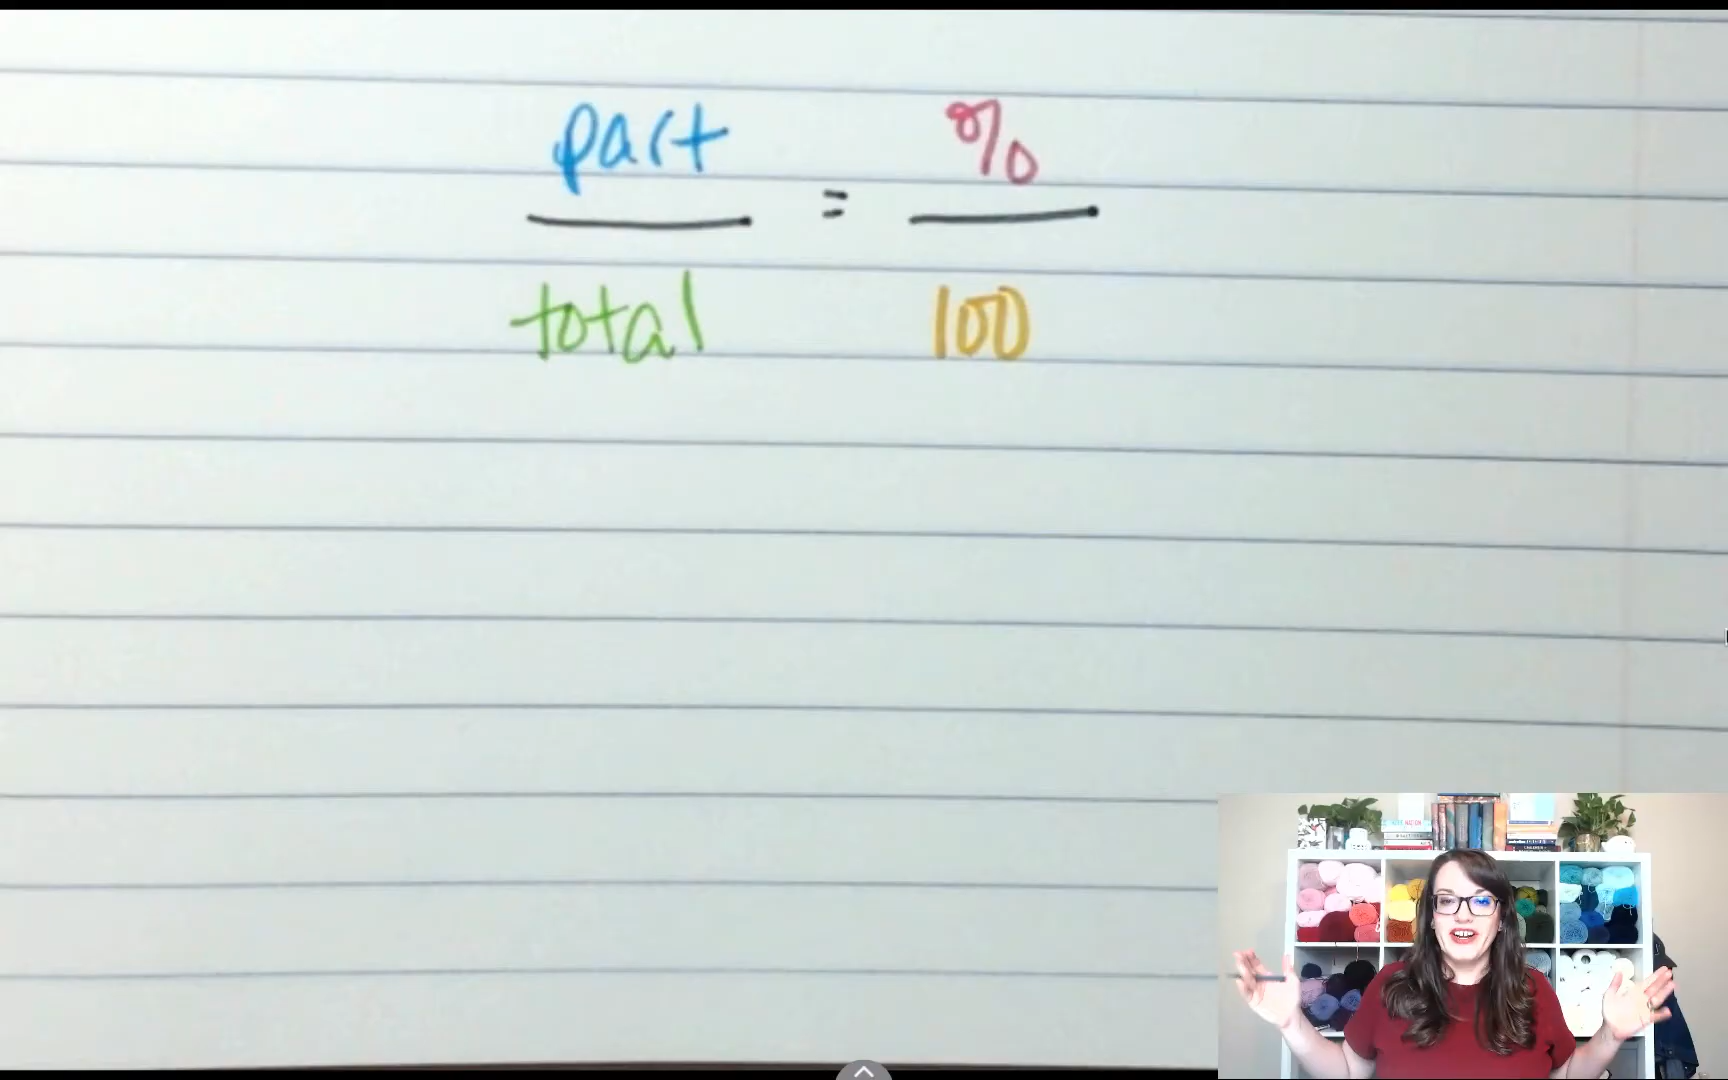 part = %
total 100